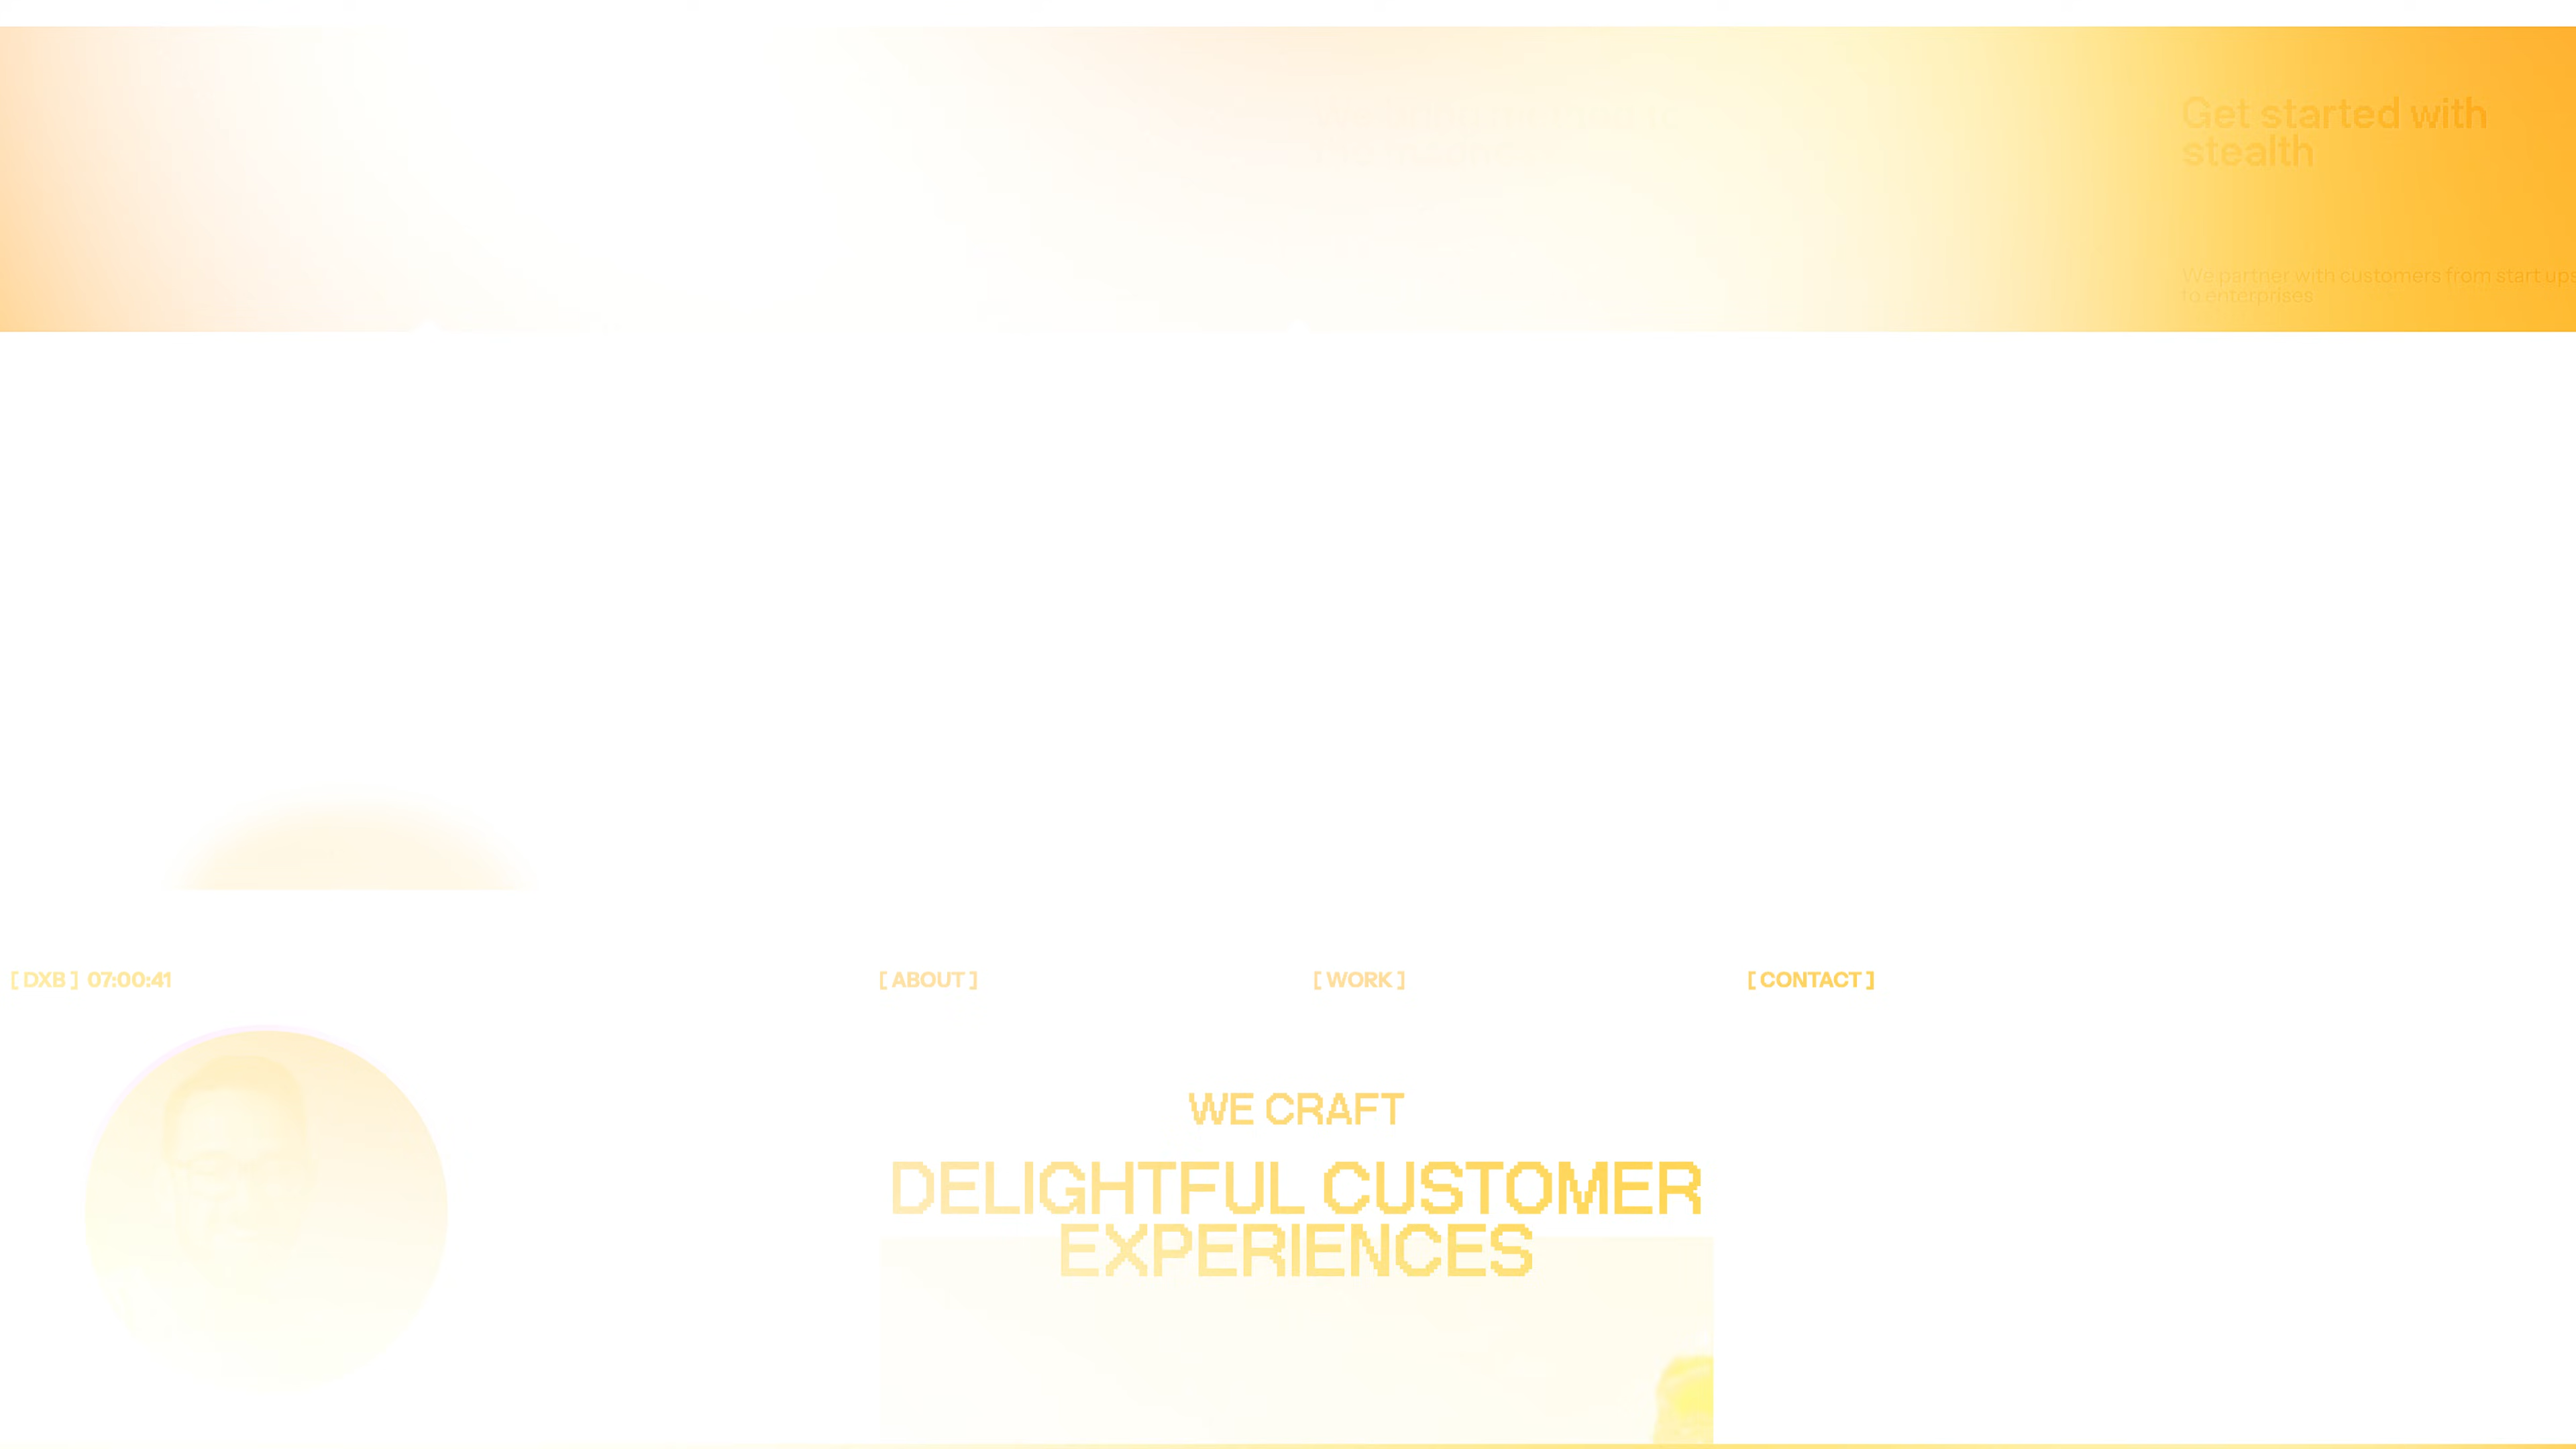 Get started with
stealth
We partner with customers from start ups
to enterprises
[ DXB ] 07:00:41
[ ABOUT ]
[ WORK ]
[ CONTACT ]
WE CRAFT
DELIGHTFUL CUSTOMER
EXPERIENCES